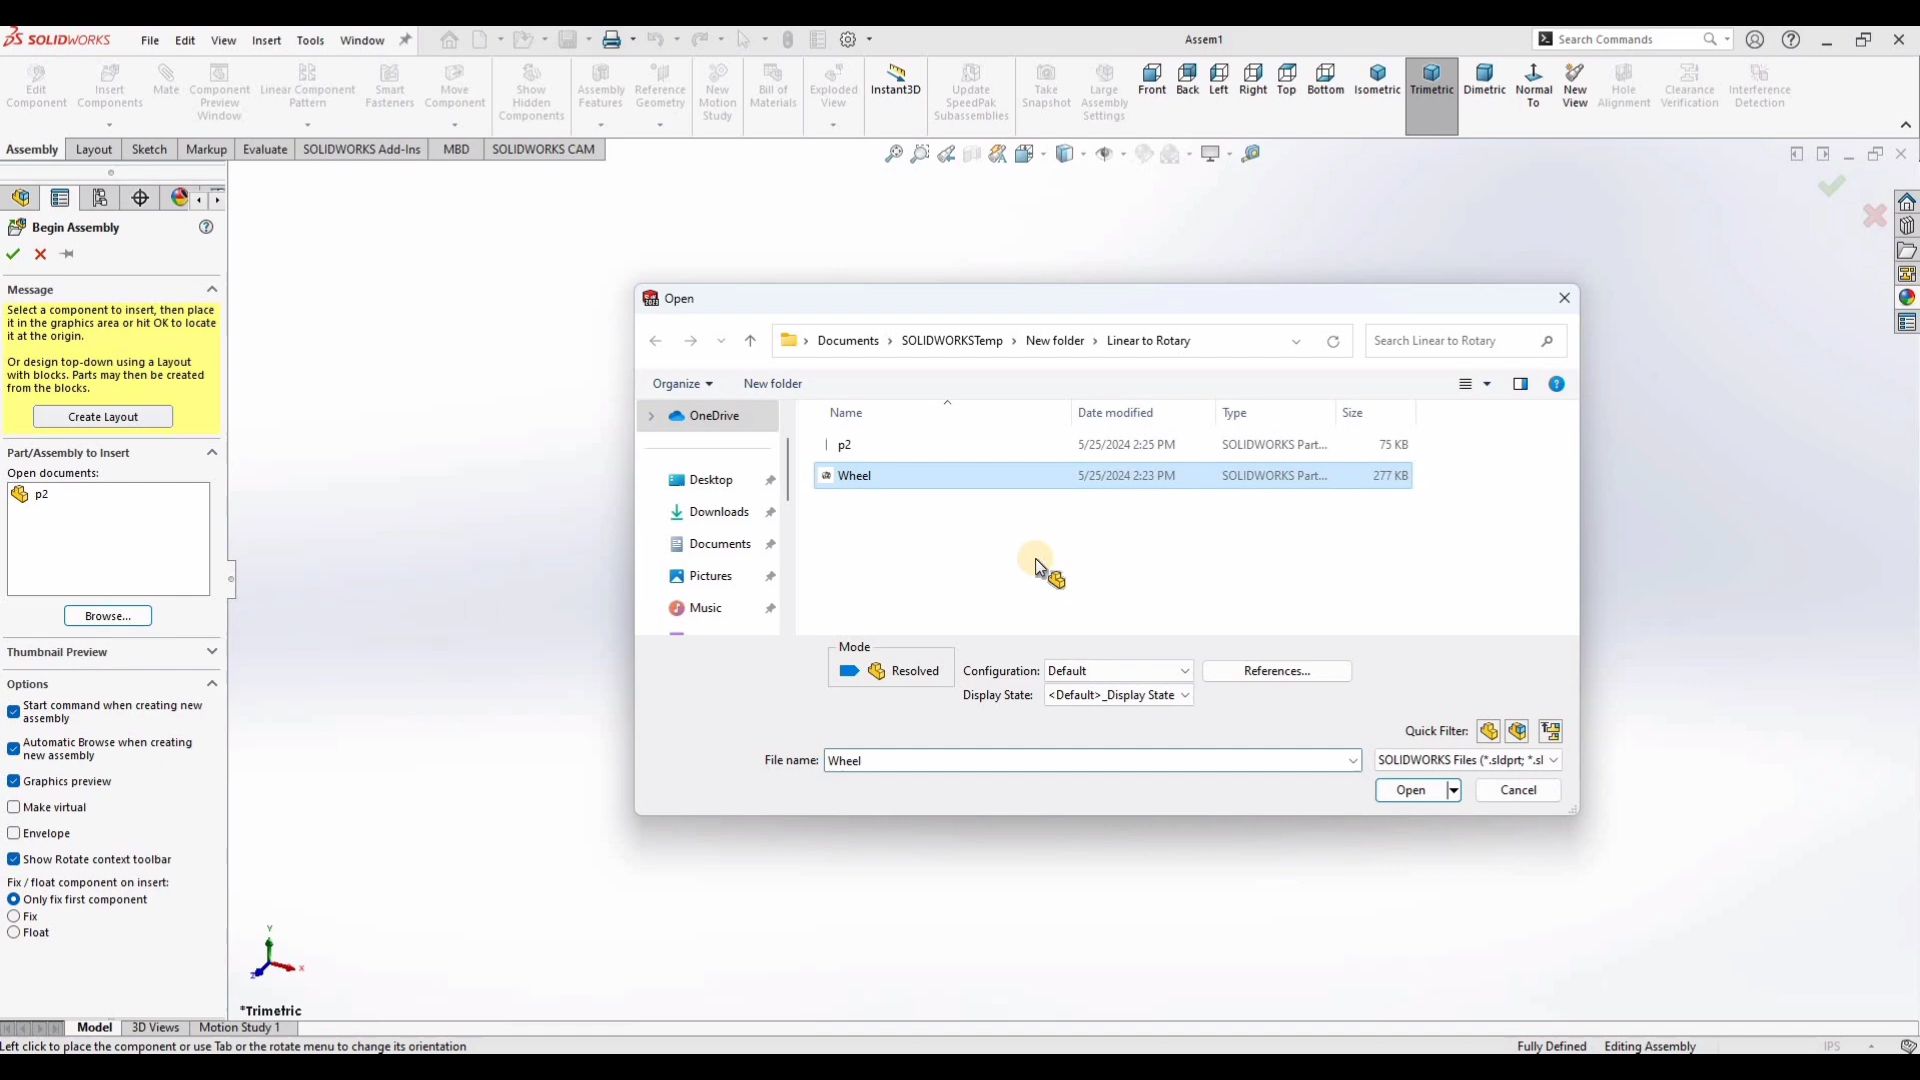 SOLIDWORKS File Edit View Insert Tools Window Assem1 Search Commands
Edit Component
Insert Components
Mate
Component Preview Window
Linear Component Pattern
Smart Fasteners
Move Component
Show Hidden Components
Assembly Features
Reference Geometry
New Motion Study
Bill of Materials
Exploded View
Instant3D
Update SpeedPak Subassemblies
Take Snapshot
Large Assembly Settings
Front Back Left Right Top Bottom Isometric Trimetric Dimetric
Normal To
New View
Hole Alignment
Clearance Verification
Interference Detection
Assembly Layout Sketch Markup Evaluate SOLIDWORKS Add-Ins MBD SOLIDWORKS CAM
Begin Assembly
Message
Select a component to insert, then place
it in the graphics area or hit OK to locate
it at the origin.
Or design top-down using a Layout
with blocks. Parts may then be created
from the blocks.
Create Layout
Part/Assembly to Insert
Open documents:
p2
Browse...
Thumbnail Preview
Options
Start command when creating new
assembly
Automatic Browse when creating
new assembly
Graphics preview
Make virtual
Envelope
Show Rotate context toolbar
Fix / float component on insert:
Only fix first component
Fix
Float
Open
Documents › SOLIDWORKSTemp › New folder › Linear to Rotary
Search Linear to Rotary
Organize New folder
OneDrive
Desktop
Downloads
Documents
Pictures
Music
Name Date modified Type Size
p2 5/25/2024 2:25 PM SOLIDWORKS Part... 75 KB
Wheel 5/25/2024 2:23 PM SOLIDWORKS Part... 277 KB
Mode
Resolved
Configuration: Default References...
Display State: <Default>_Display State
Quick Filter:
File name: Wheel SOLIDWORKS Files (*.sldprt; *.sl
Open Cancel
Y
X
Z
*Trimetric
Model 3D Views Motion Study 1
Left click to place the component or use Tab or the rotate menu to change its orientation Fully Defined Editing Assembly IPS